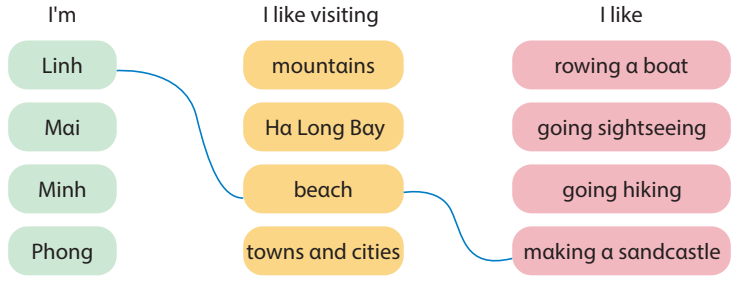 I'm I like visiting I like
Linh mountains rowing a boat
Mai Ha Long Bay going sightseeing
Minh beach going hiking
Phong towns and cities making a sandcastle